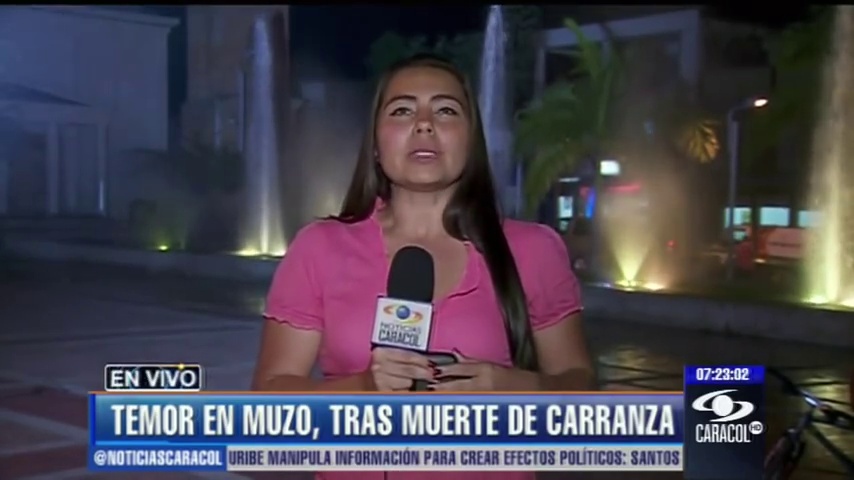 NOTICIAS
CARACOL
EN VIVO
07:23:02
TEMOR EN MUZO, TRAS MUERTE DE CARRANZA
CARACOL HD
@NOTICIASCARACOL URIBE MANIPULA INFORMACIÓN PARA CREAR EFECTOS POLÍTICOS: SANTOS